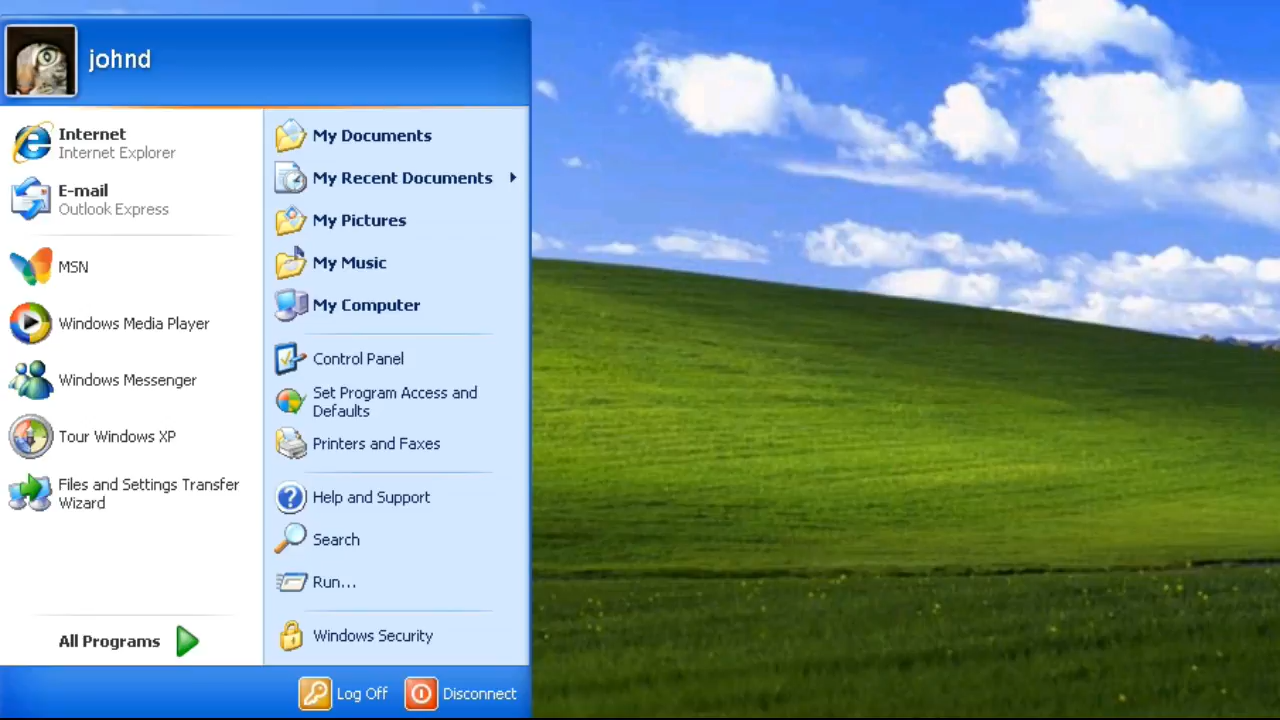 johnd
Internet
Internet Explorer
E-mail
Outlook Express
MSN
Windows Media Player
Windows Messenger
Tour Windows XP
Files and Settings Transfer
Wizard
All Programs
My Documents
My Recent Documents
My Pictures
My Music
My Computer
Control Panel
Set Program Access and
Defaults
Printers and Faxes
Help and Support
Search
Run...
Windows Security
Log Off
Disconnect